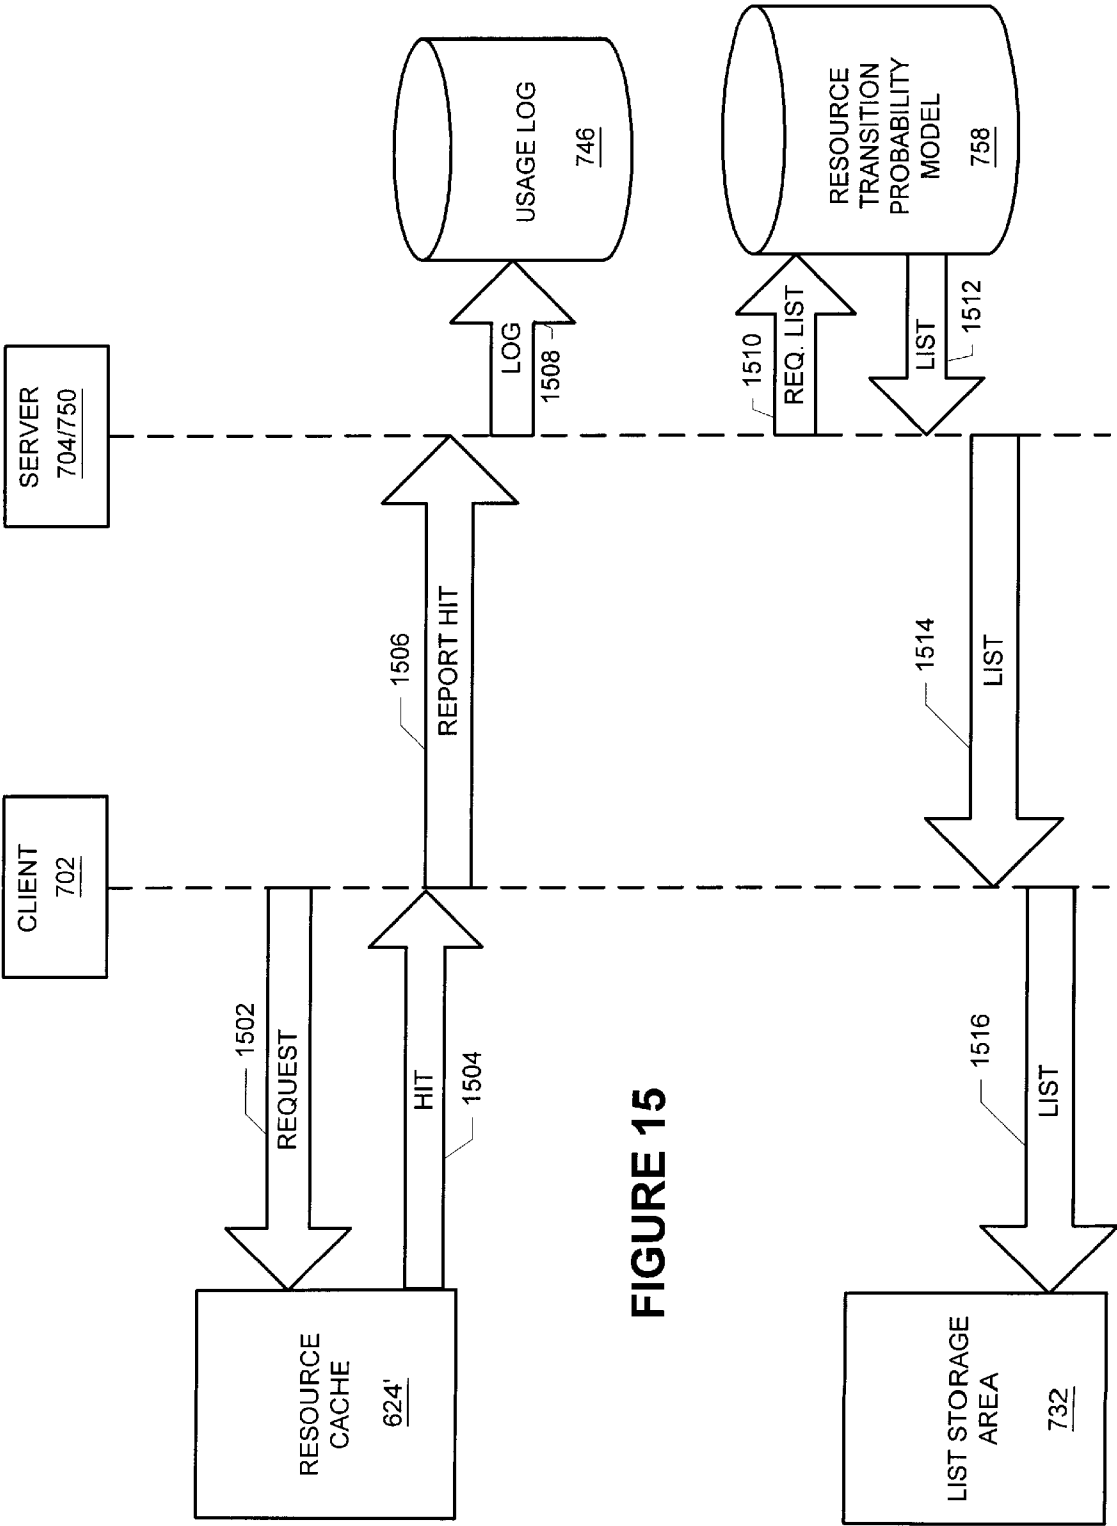 CLIENT
702
SERVER
704/750
RESOURCE
CACHE
624'
1502
REQUEST
HIT
1504
1506
REPORT HIT
LOG
1508
USAGE LOG
746
1510
REQ. LIST
LIST
1512
RESOURCE
TRANSITION
PROBABILITY
MODEL
758
1514
LIST
1516
LIST
LIST STORAGE
AREA
732
FIGURE 15